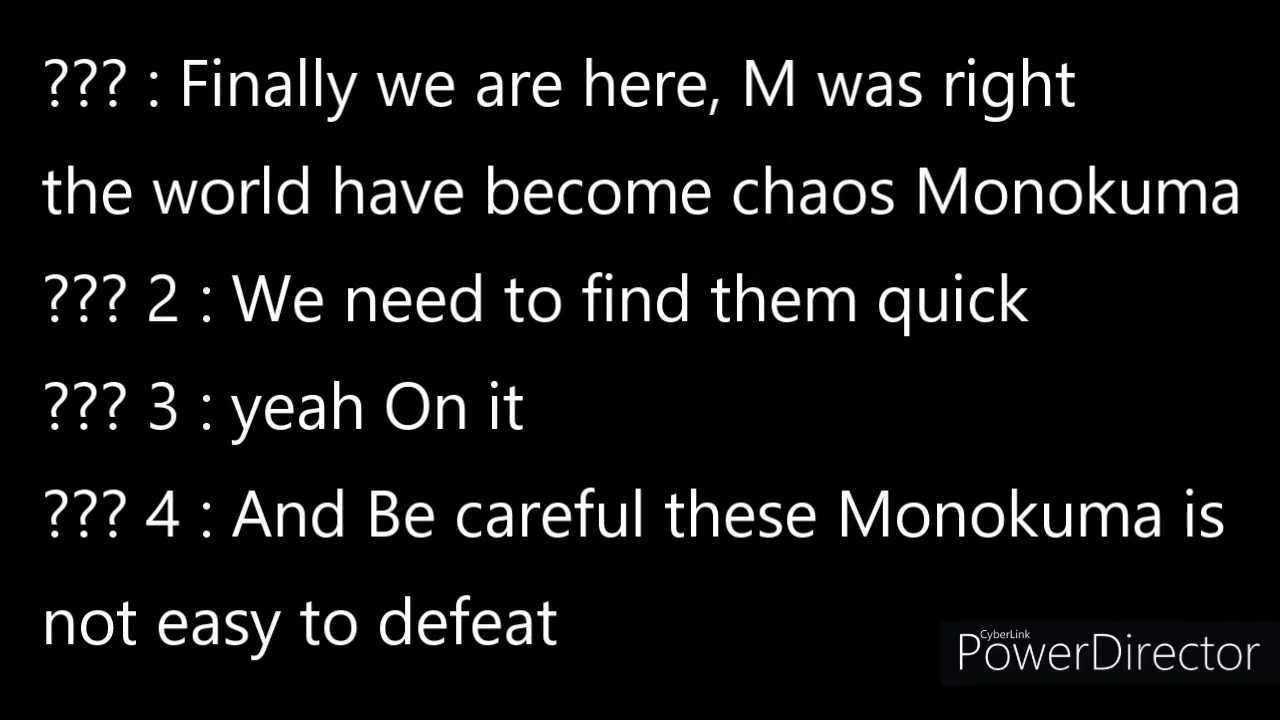 ??? : Finally we are here, M was right
the world have become chaos Monokuma
??? 2 : We need to find them quick
??? 3 : yeah On it
??? 4 : And Be careful these Monokuma is
not easy to defeat
CyberLink
PowerDirector